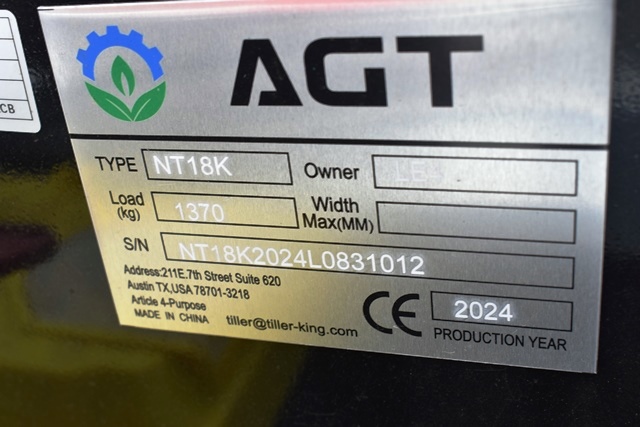 AGT
TYPE NT18K Owner
Load (kg) 1370 Width Max(MM)
S/N NT18K2024L0831012
Address:211E.7th Street Suite 620
Austin TX,USA 78701-3218
Article 4-Purpose
MADE IN CHINA tiller@tiller-king.com
CE 2024
PRODUCTION YEAR
CB